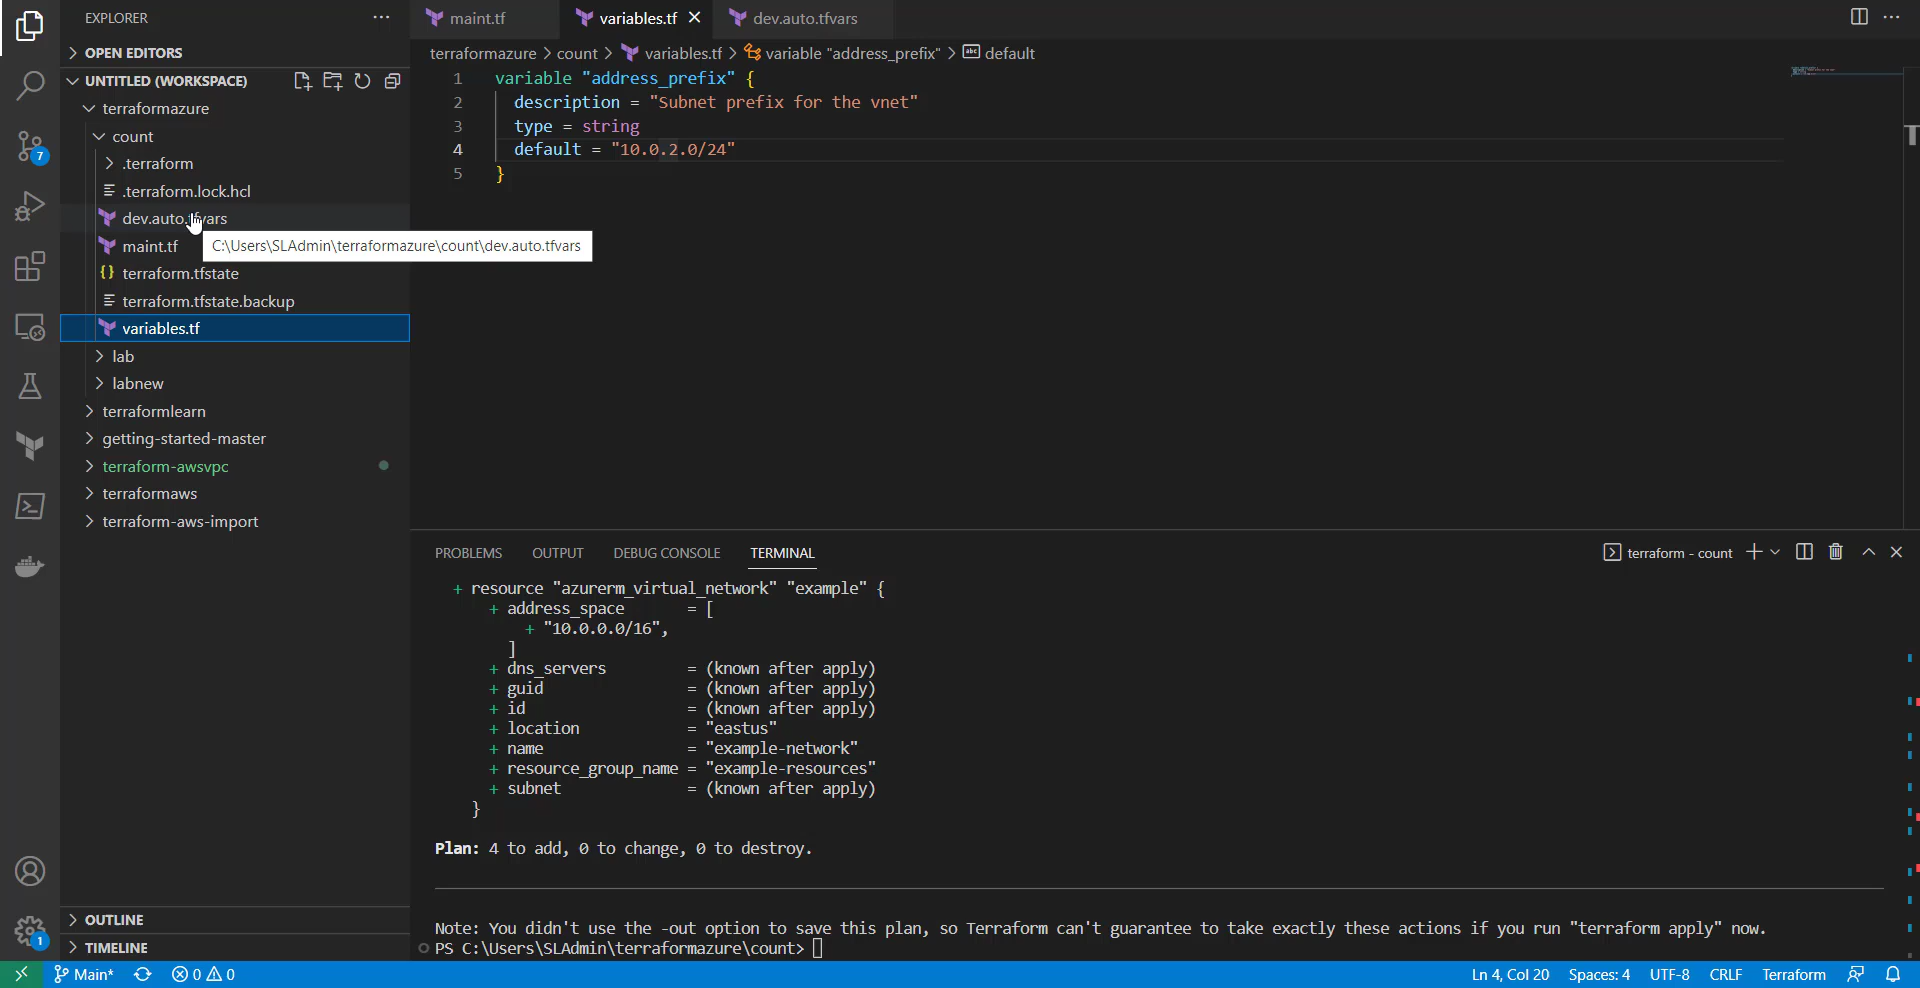 EXPLORER
OPEN EDITORS
UNTITLED (WORKSPACE)
terraformazure
count
.terraform
.terraform.lock.hcl
dev.auto.tfvars
C:\Users\SLAdmin\terraformazure\count\dev.auto.tfvars
maint.tf
terraform.tfstate
terraform.tfstate.backup
variables.tf
lab
labnew
terraformlearn
getting-started-master
terraform-awsvpc
terraformaws
terraform-aws-import
OUTLINE
TIMELINE
7
1
maint.tf variables.tf dev.auto.tfvars
terraformazure > count > variables.tf > variable "address_prefix" > abc default
1 variable "address_prefix" {
2 description = "Subnet prefix for the vnet"
3 type = string
4 default = "10.0.2.0/24"
5 }
PROBLEMS OUTPUT DEBUG CONSOLE TERMINAL
terraform - count
+ resource "azurerm_virtual_network" "example" {
+ address_space = [
+ "10.0.0.0/16",
]
+ dns_servers = (known after apply)
+ guid = (known after apply)
+ id = (known after apply)
+ location = "eastus"
+ name = "example-network"
+ resource_group_name = "example-resources"
+ subnet = (known after apply)
}
Plan: 4 to add, 0 to change, 0 to destroy.
Note: You didn't use the -out option to save this plan, so Terraform can't guarantee to take exactly these actions if you run "terraform apply" now.
PS C:\Users\SLAdmin\terraformazure\count>
Main* 0 0 Ln 4, Col 20 Spaces: 4 UTF-8 CRLF Terraform